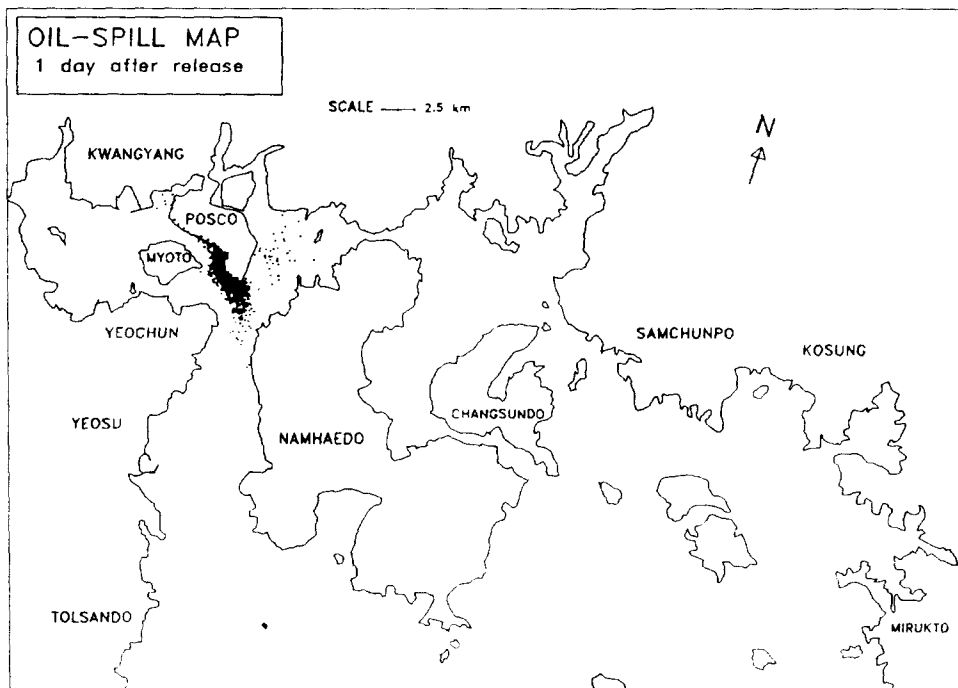 OIL-SPILL MAP
1 day after release
SCALE 2.5 km
N
KWANGYANG
POSCO
MYOTO
YEOCHUN
SAMCHUNPO
KOSUNG
YEOSU
NAMHAEDO
CHANGSUNDO
TOLSANDO
MIRUKTO